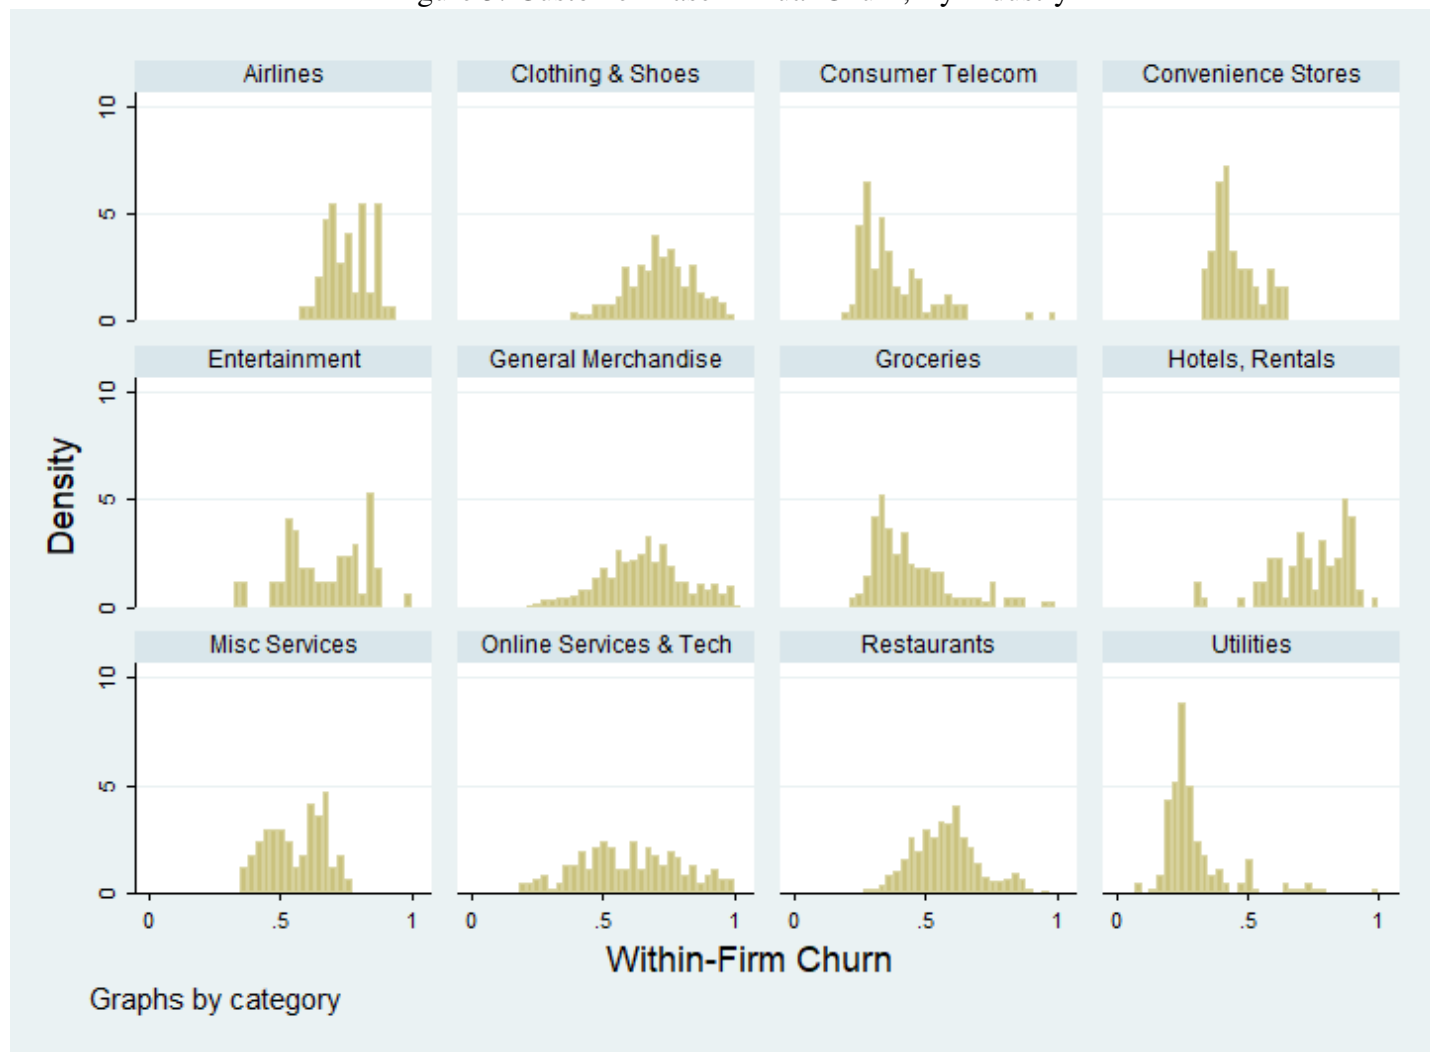 Airlines
Clothing & Shoes
Consumer Telecom
Convenience Stores
10
5
0
Entertainment
General Merchandise
Groceries
Hotels, Rentals
10
5
0
Density
Misc Services
Online Services & Tech
Restaurants
Utilities
10
5
0
0 .5 1
0 .5 1
0 .5 1
0 .5 1
Within-Firm Churn
Graphs by category